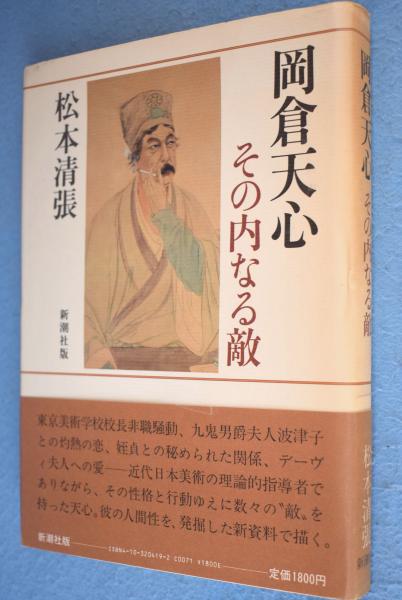 岡倉天心
その内なる敵
松本清張
新潮社版
東京美術学校校長非職騒動、九鬼男爵夫人波津子
との灼熱の恋、姪貞との秘められた関係、デーヴ
ィ夫人への愛――近代日本美術の理論的指導者で
ありながら、その性格と行動ゆえに数々の〝敵〟を
持った天心。彼の人間性を、発掘した新資料で描く。
新潮社版
ISBN4-10-320419-2 C0071 ¥1800E
定価1800円
岡倉天心
その内なる敵
松本清張